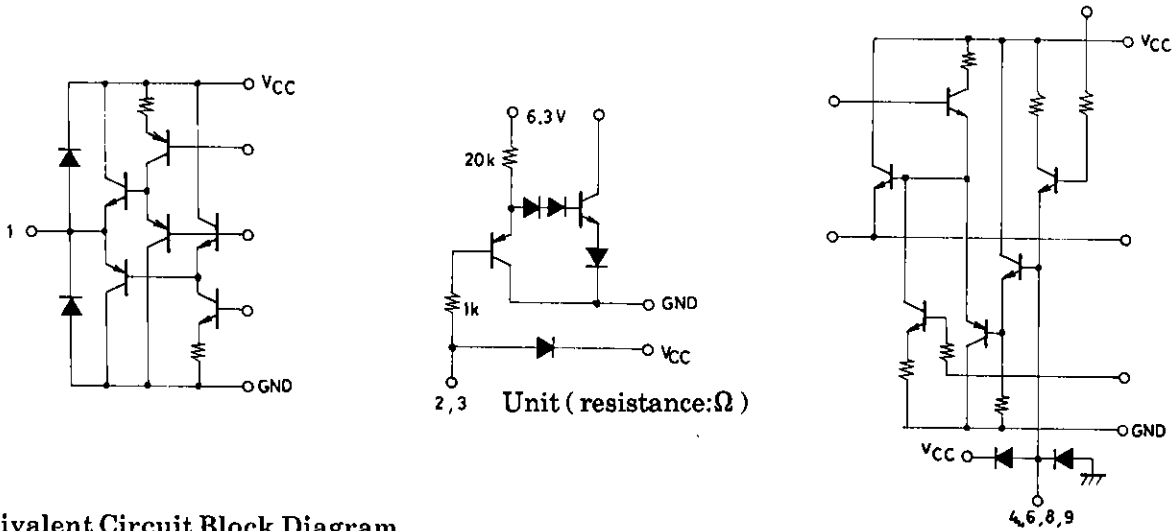 VCC
1
GND
6.3V
20k
1k
GND
VCC
2,3
Unit (resistance:Ω)
VCC
GND
VCC
4,6,8,9
ivalent Circuit Block Diagram